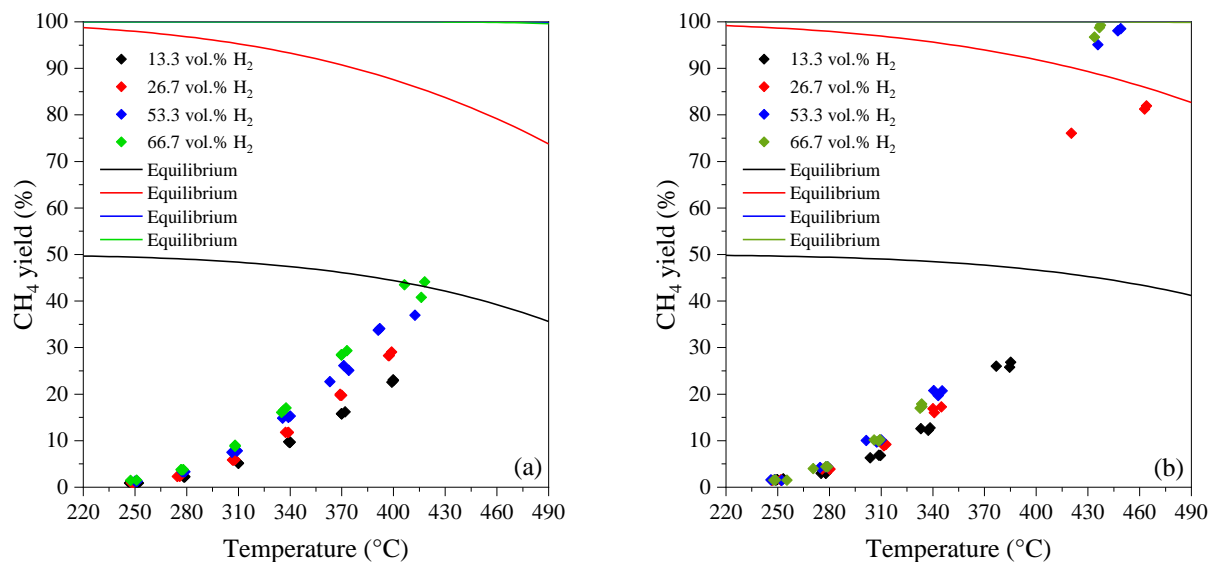 100
90
80
70
60
50
40
30
20
10
0
CH₄ yield (%)
13.3 vol.% H₂
26.7 vol.% H₂
53.3 vol.% H₂
66.7 vol.% H₂
Equilibrium
Equilibrium
Equilibrium
Equilibrium
(a)
220 250 280 310 340 370 400 430 460 490
Temperature (°C)
100
90
80
70
60
50
40
30
20
10
0
CH₄ yield (%)
13.3 vol.% H₂
26.7 vol.% H₂
53.3 vol.% H₂
66.7 vol.% H₂
Equilibrium
Equilibrium
Equilibrium
Equilibrium
(b)
220 250 280 310 340 370 400 430 460 490
Temperature (°C)